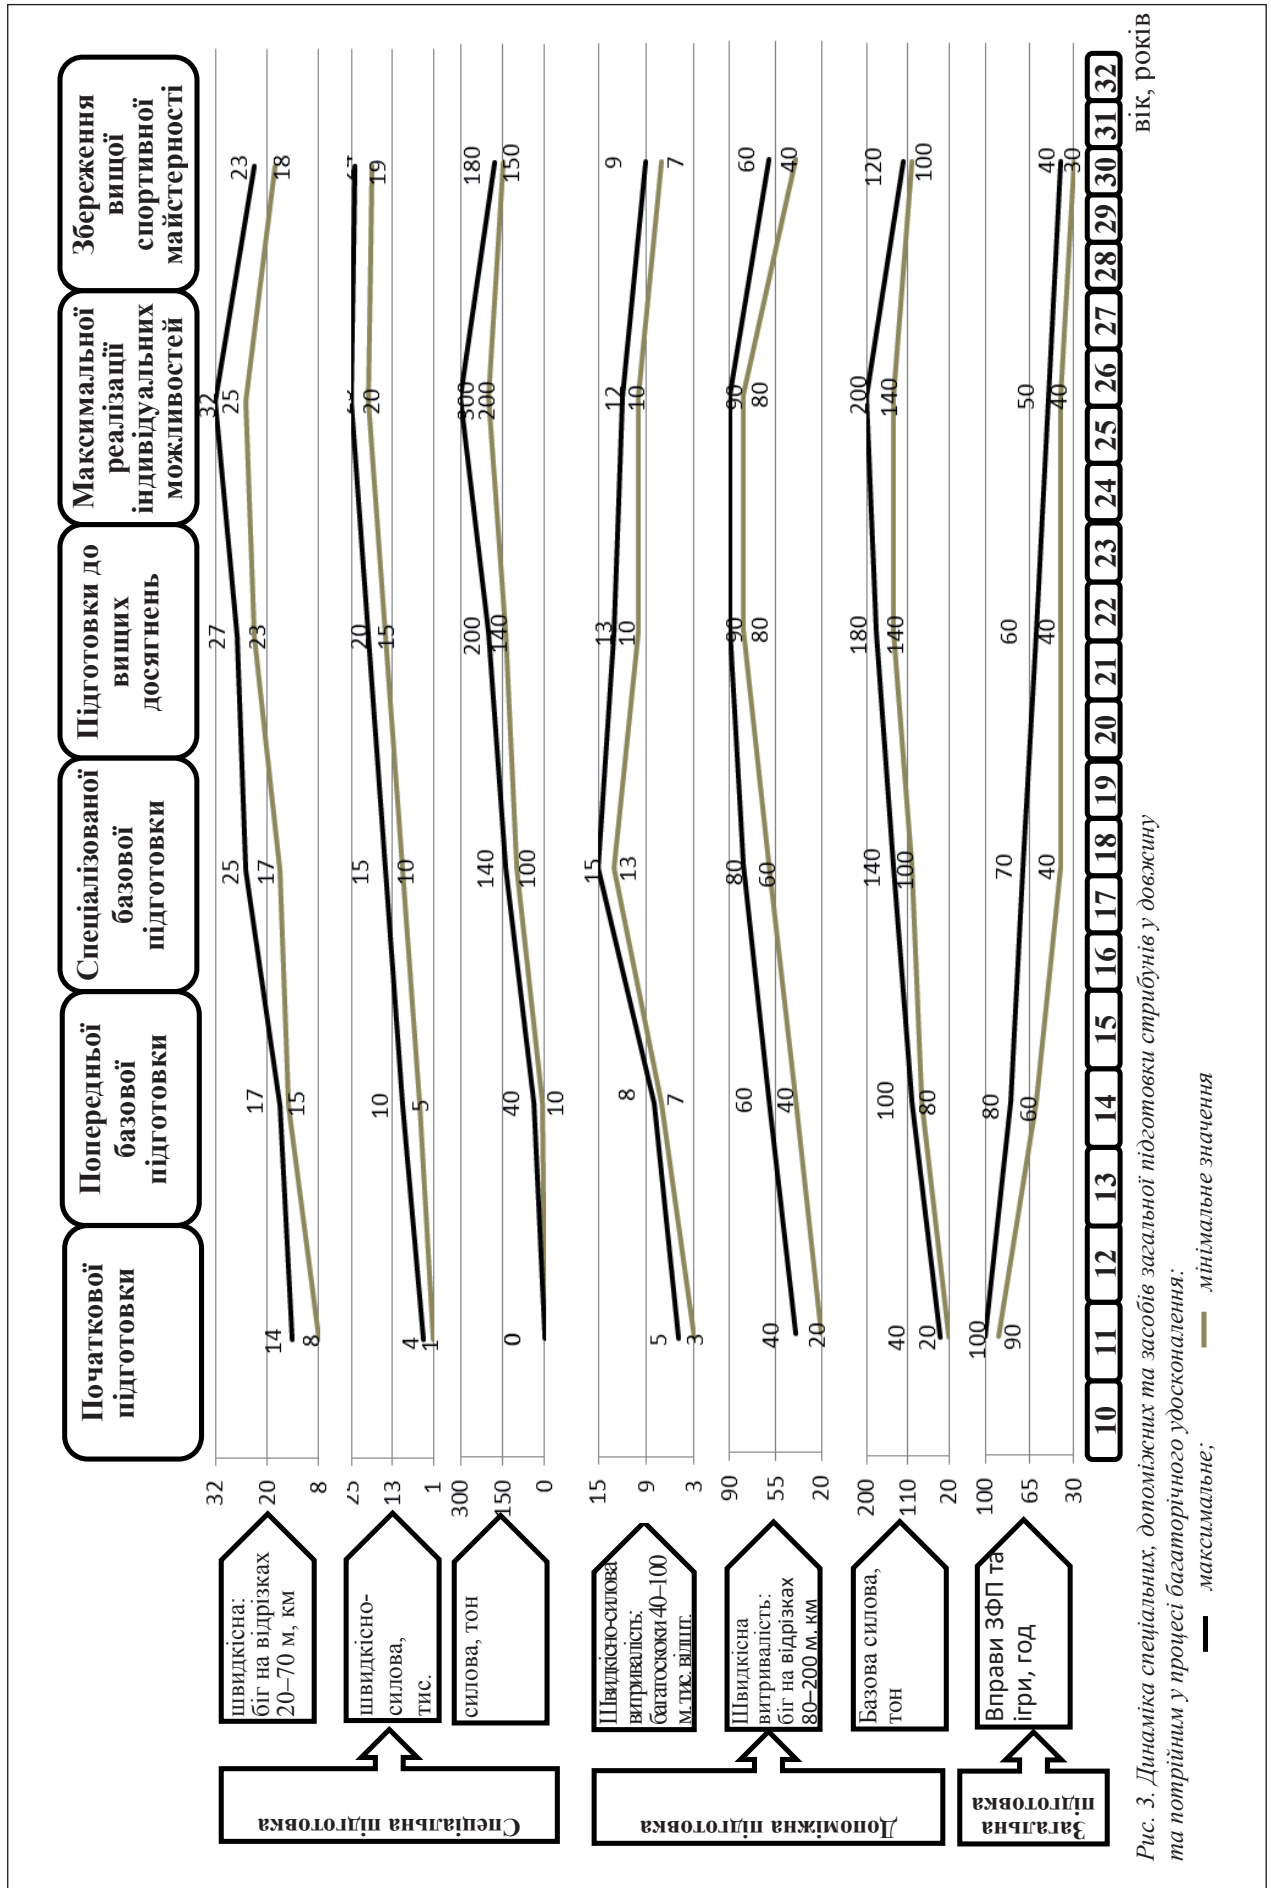 Початкової
підготовки
Попередньої
базової
підготовки
Спеціалізованої
базової
підготовки
Підготовки до
вищих
досягнень
Максимальної
реалізації
індивідуальних
можливостей
Збереження
вищої
спортивної
майстерності
Спеціальна підготовка
швидкісна:
біг на відрізках
20–70 м, км
32
20
8
14 17 25 27 32 23
8 15 17 23 25 18
швидкісно-
силова,
тис.
25
13
1
4 10 15 20
1 5 10 15 20 19
силова, тон
300
150
0
0 40 140 200 300 180
10 100 140 200 150
Допоміжна підготовка
Швидкісно-силова
витривалість:
багатоскоки 40–100
м. тис. відшт.
15
9
3
5 8 15 13 12 9
3 7 13 10 10 7
Швидкісна
витривалість:
біг на відрізках
80–200 м. км
90
55
20
40 60 80 90 90 60
20 40 60 80 80 40
Базова силова,
тон
200
110
20
40 100 140 180 200 120
20 80 100 140 140 100
Загальна
підготовка
Вправи ЗФП та
ігри, год
100
65
30
100 80 70 60 50 40
90 60 40 40 40 30
10 11 12 13 14 15 16 17 18 19 20 21 22 23 24 25 26 27 28 29 30 31 32
вік, років
Рис. 3. Динаміка спеціальних, допоміжних та засобів загальної підготовки стрибунів у довжину
та потрійним у процесі багаторічного удосконалення:
максимальне; мінімальне значення